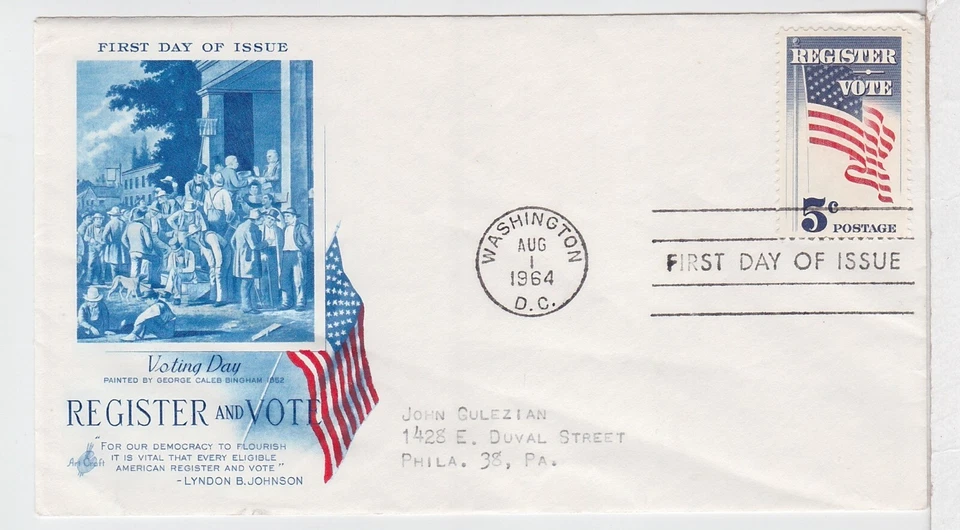 FIRST DAY OF ISSUE
Voting Day
PAINTED BY GEORGE CALEB BINGHAM 1852
REGISTER AND VOTE
"FOR OUR DEMOCRACY TO FLOURISH
IT IS VITAL THAT EVERY ELIGIBLE
AMERICAN REGISTER AND VOTE"
-LYNDON B. JOHNSON
Art Craft
REGISTER
VOTE
5c
POSTAGE
WASHINGTON
AUG
1
1964
D.C.
FIRST DAY OF ISSUE
JOHN GULEZIAN
1428 E. DUVAL STREET
PHILA. 38, PA.